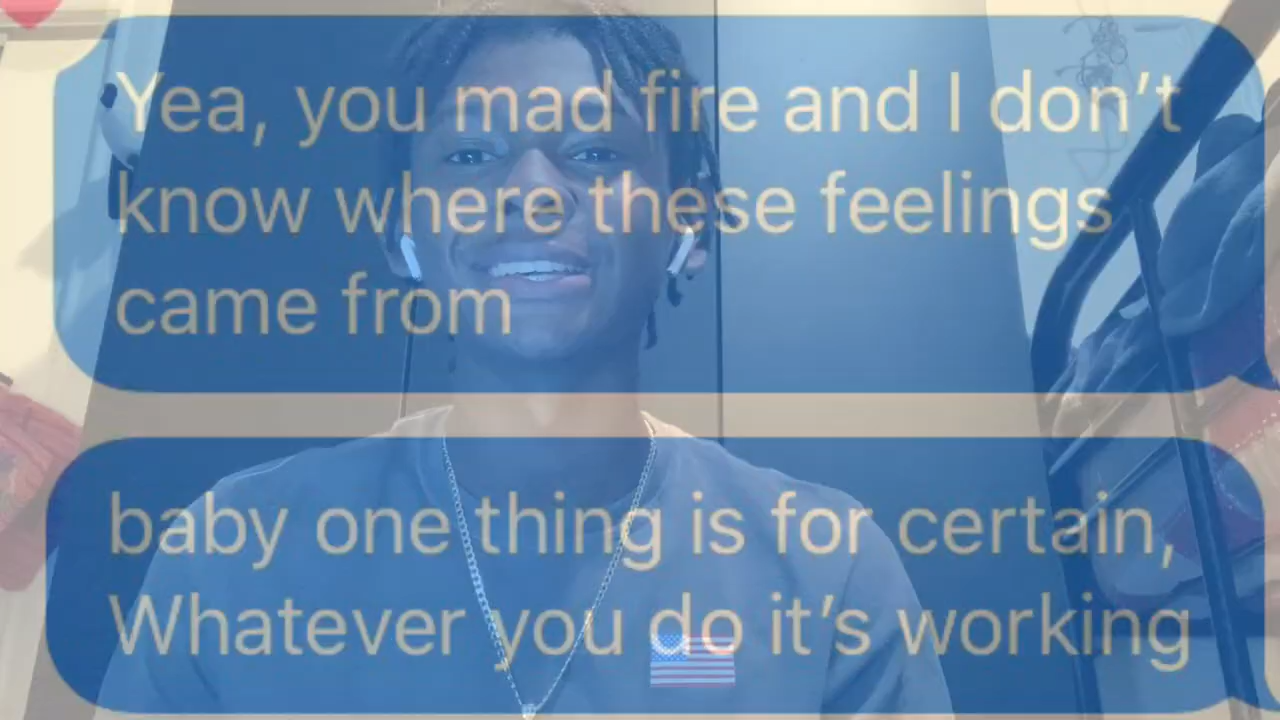 Yea, you mad fire and I don’t
know where these feelings
came from
baby one thing is for certain,
Whatever you do it’s working